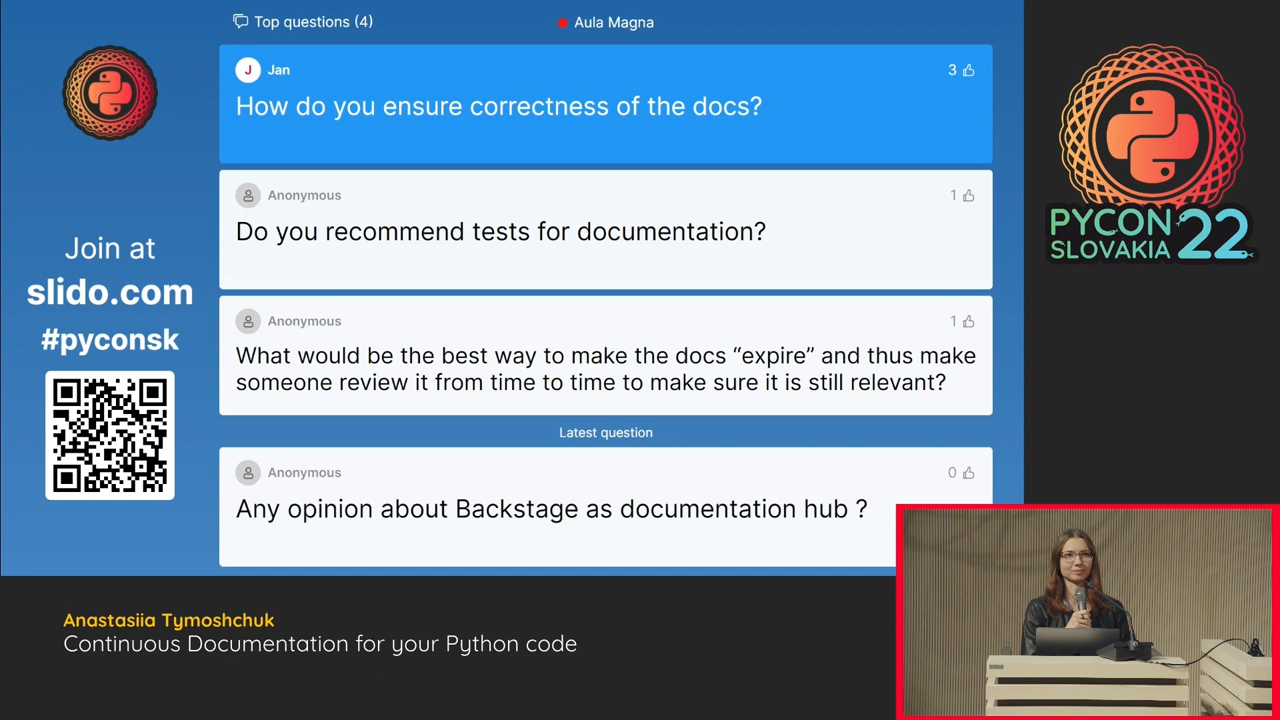 Top questions (4)
Aula Magna
J Jan 3
How do you ensure correctness of the docs?
Anonymous 1
Do you recommend tests for documentation?
Anonymous 1
What would be the best way to make the docs “expire” and thus make
someone review it from time to time to make sure it is still relevant?
Latest question
Anonymous 0
Any opinion about Backstage as documentation hub ?
Join at
slido.com
#pyconsk
PYCON
SLOVAKIA
22
Anastasiia Tymoshchuk
Continuous Documentation for your Python code